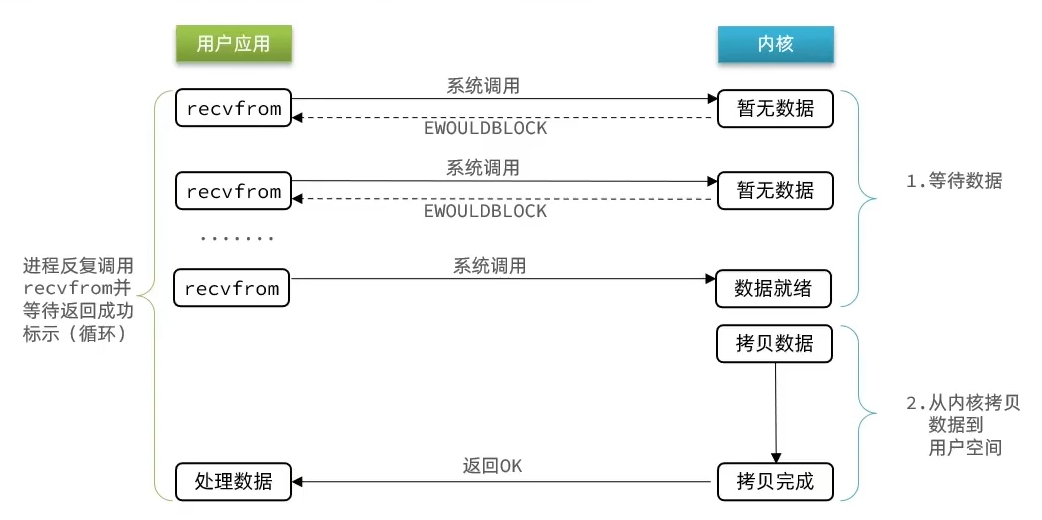 用户应用
内核
系统调用
recvfrom
暂无数据
EWOULDBLOCK
系统调用
recvfrom
暂无数据
1.等待数据
EWOULDBLOCK
.......
进程反复调用
recvfrom并
等待返回成功
标示（循环）
系统调用
recvfrom
数据就绪
拷贝数据
2.从内核拷贝
数据到
用户空间
返回OK
处理数据
拷贝完成